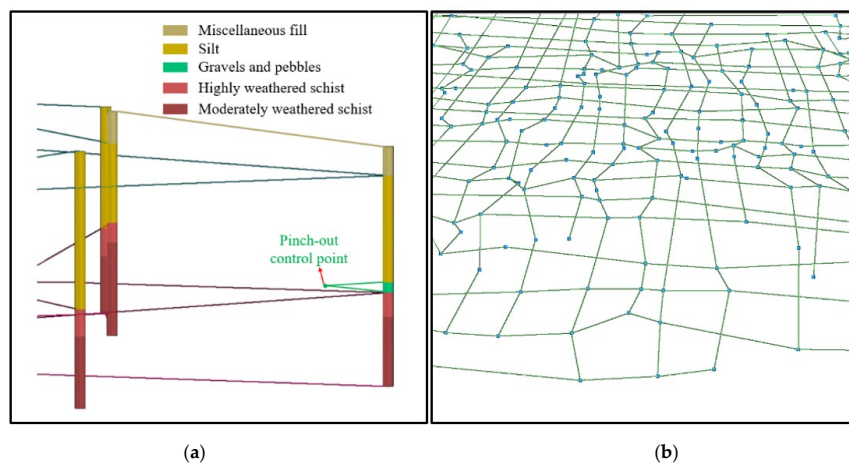 Miscellaneous fill
Silt
Gravels and pebbles
Highly weathered schist
Moderately weathered schist
Pinch-out
control point
(a)
(b)